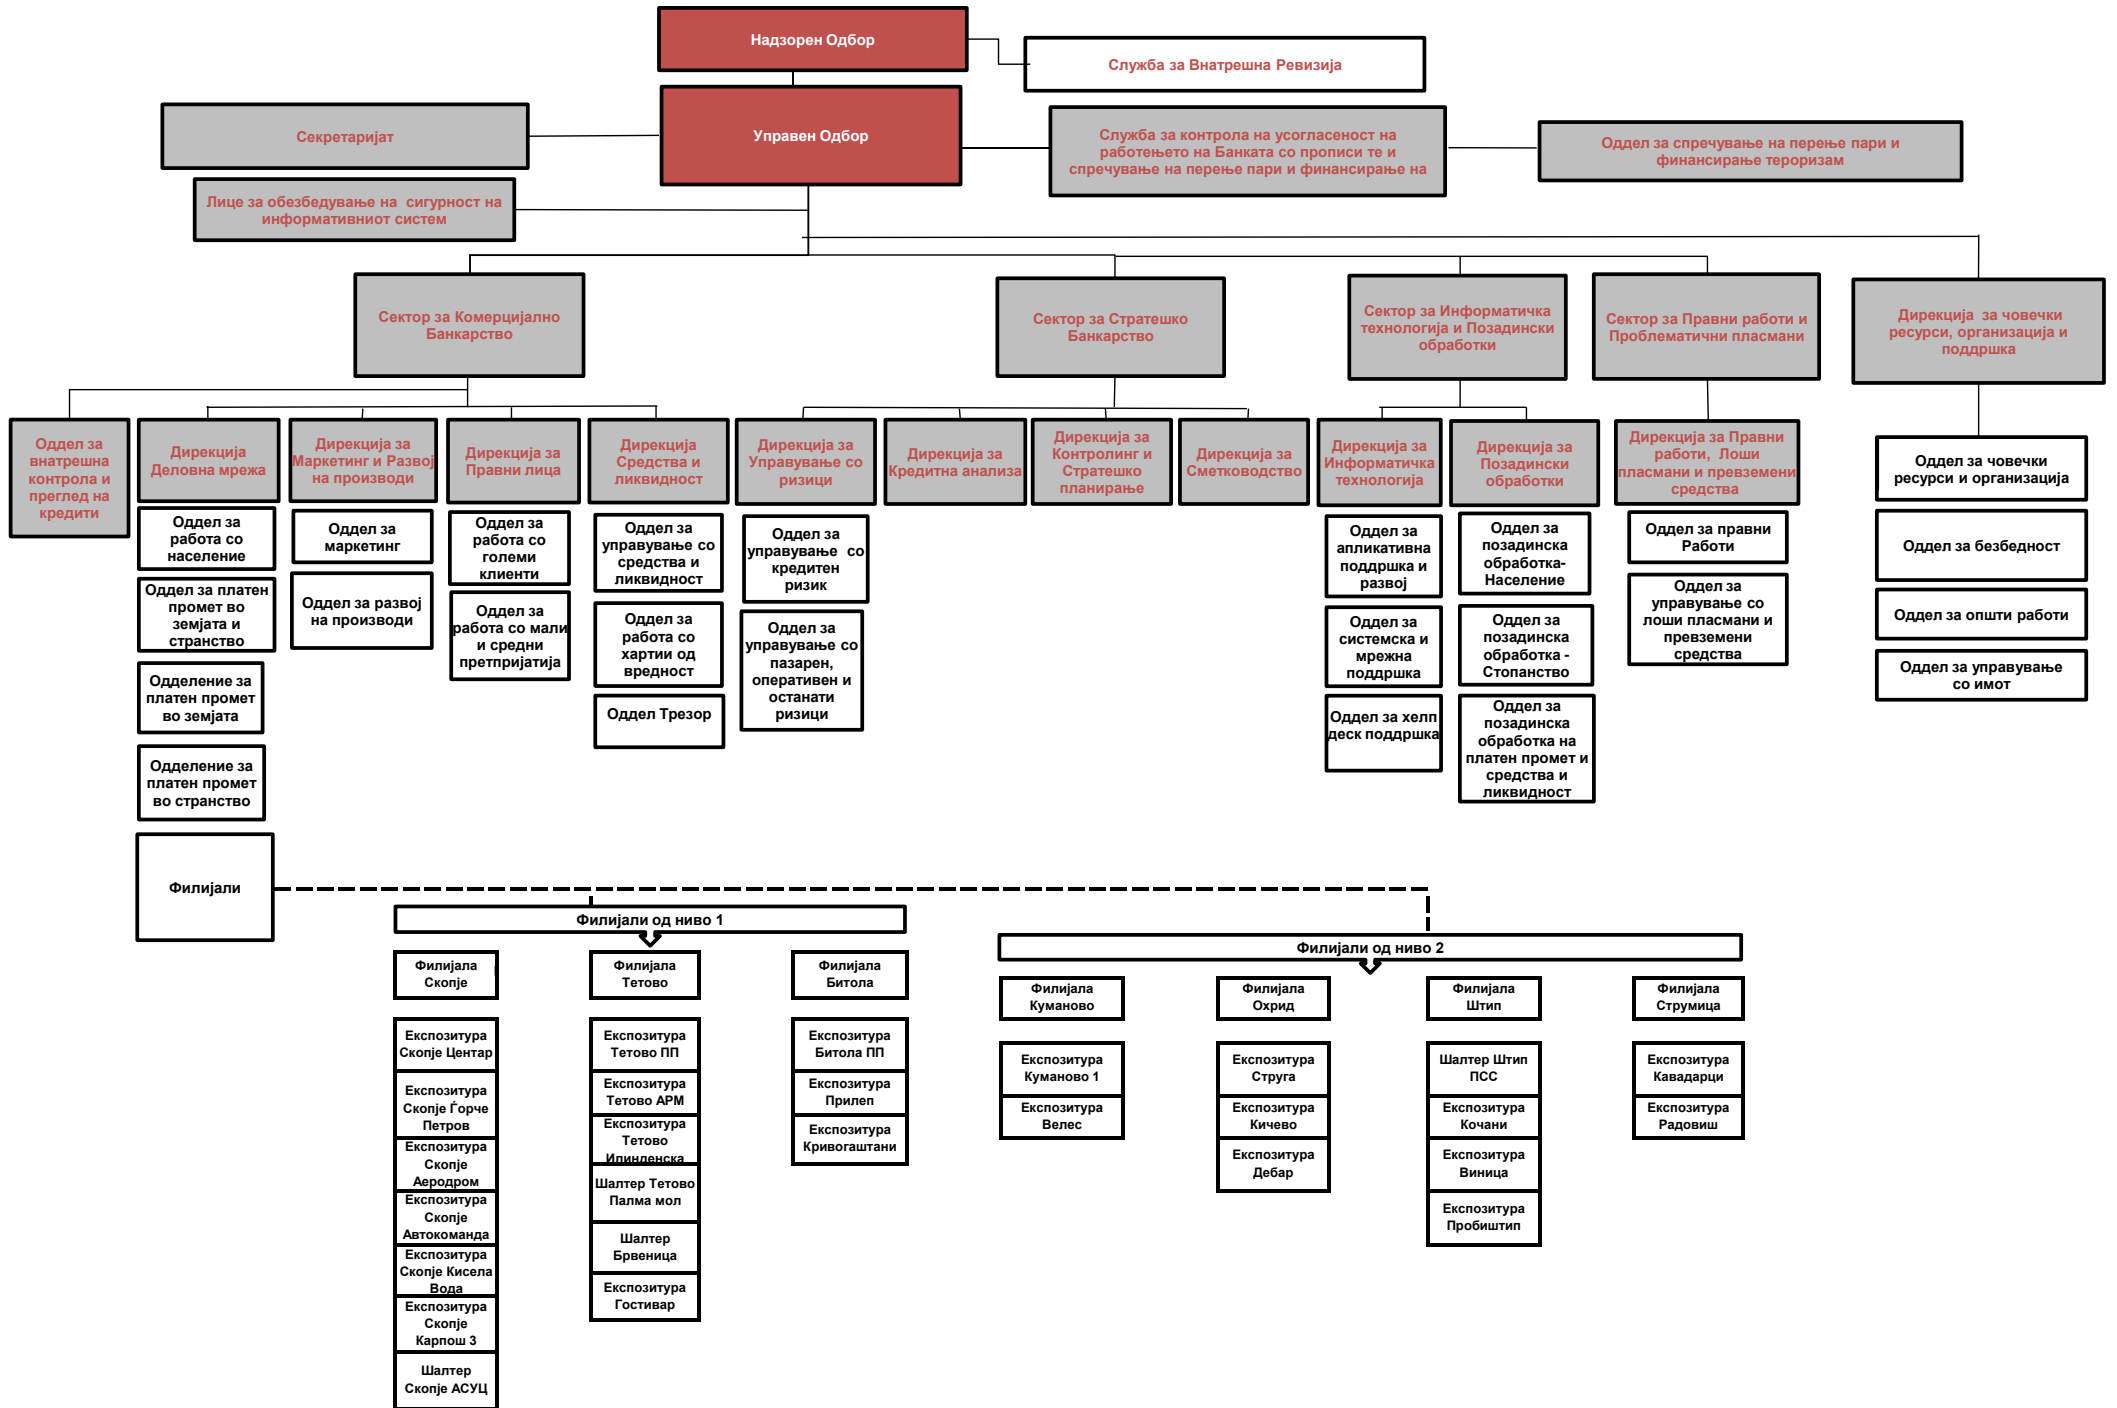 Надзорен Одбор
Служба за Внатрешна Ревизија
Секретаријат
Управен Одбор
Служба за контрола на усогласеност на
работењето на Банката со прописи те и
спречување на перење пари и финансирање на
Оддел за спречување на перење пари и
финансирање тероризам
Лице за обезбедување на сигурност на
информативниот систем
Сектор за Комерцијално
Банкарство
Сектор за Стратешко
Банкарство
Сектор за Информатичка
технологија и Позадински
обработки
Сектор за Правни работи и
Проблематични пласмани
Дирекција за човечки
ресурси, организација и
поддршка
Оддел за
внатрешна
контрола и
преглед на
кредити
Дирекција
Деловна мрежа
Дирекција за
Маркетинг и Развој
на производи
Дирекција за
Правни лица
Дирекција
Средства и
ликвидност
Дирекција за
Управување со
ризици
Дирекција за
Кредитна анализа
Дирекција за
Контролинг и
Стратешко
планирање
Дирекција за
Сметководство
Дирекција за
Информатичка
технологија
Дирекција за
Позадински
обработки
Дирекција за Правни
работи, Лоши
пласмани и превземени
средства
Оддел за
работа со
население
Оддел за платен
промет во
земјата и
странство
Одделение за
платен промет
во земјата
Одделение за
платен промет
во странство
Филијали
Оддел за
маркетинг
Оддел за развој
на производи
Оддел за
работа со
големи
клиенти
Оддел за
работа со мали
и средни
претпријатија
Оддел за
управување со
средства и
ликвидност
Оддел за
работа со
хартии од
вредност
Оддел Трезор
Оддел за
управување со
кредитен
ризик
Оддел за
управување со
пазарен,
оперативен и
останати
ризици
Оддел за
апликативна
поддршка и
развој
Оддел за
системска и
мрежна
поддршка
Оддел за хелп
деск поддршка
Оддел за
позадинска
обработка-
Население
Оддел за
позадинска
обработка -
Стопанство
Оддел за
позадинска
обработка на
платен промет и
средства и
ликвидност
Оддел за правни
Работи
Оддел за
управување со
лоши пласмани и
превземени
средства
Оддел за човечки
ресурси и организација
Оддел за безбедност
Оддел за општи работи
Оддел за управување
со имот
Филијали од ниво 1
Филијала
Скопје
Експозитура
Скопје Центар
Експозитура
Скопје Ѓорче
Петров
Експозитура
Скопје
Аеродром
Експозитура
Скопје
Автокоманда
Експозитура
Скопје Кисела
Вода
Експозитура
Скопје
Карпош 3
Шалтер
Скопје АСУЦ
Филијала
Тетово
Експозитура
Тетово ПП
Експозитура
Тетово АРМ
Експозитура
Тетово
Илинденска
Шалтер Тетово
Палма мол
Шалтер
Брвеница
Експозитура
Гостивар
Филијала
Битола
Експозитура
Битола ПП
Експозитура
Прилеп
Експозитура
Кривогаштани
Филијали од ниво 2
Филијала
Куманово
Експозитура
Куманово 1
Експозитура
Велес
Филијала
Охрид
Експозитура
Струга
Експозитура
Кичево
Експозитура
Дебар
Филијала
Штип
Шалтер Штип
ПСС
Експозитура
Кочани
Експозитура
Виница
Експозитура
Пробиштип
Филијала
Струмица
Експозитура
Кавадарци
Експозитура
Радовиш